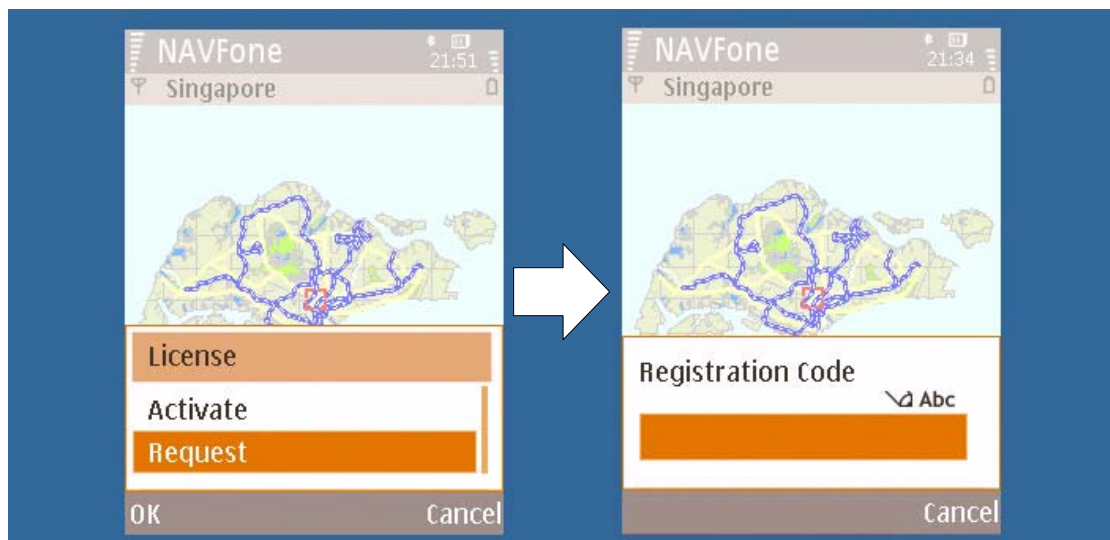 NAVFone
21:51
Singapore
License
Activate
Request
OK Cancel
NAVFone
21:34
Singapore
Registration Code
Abc
Cancel